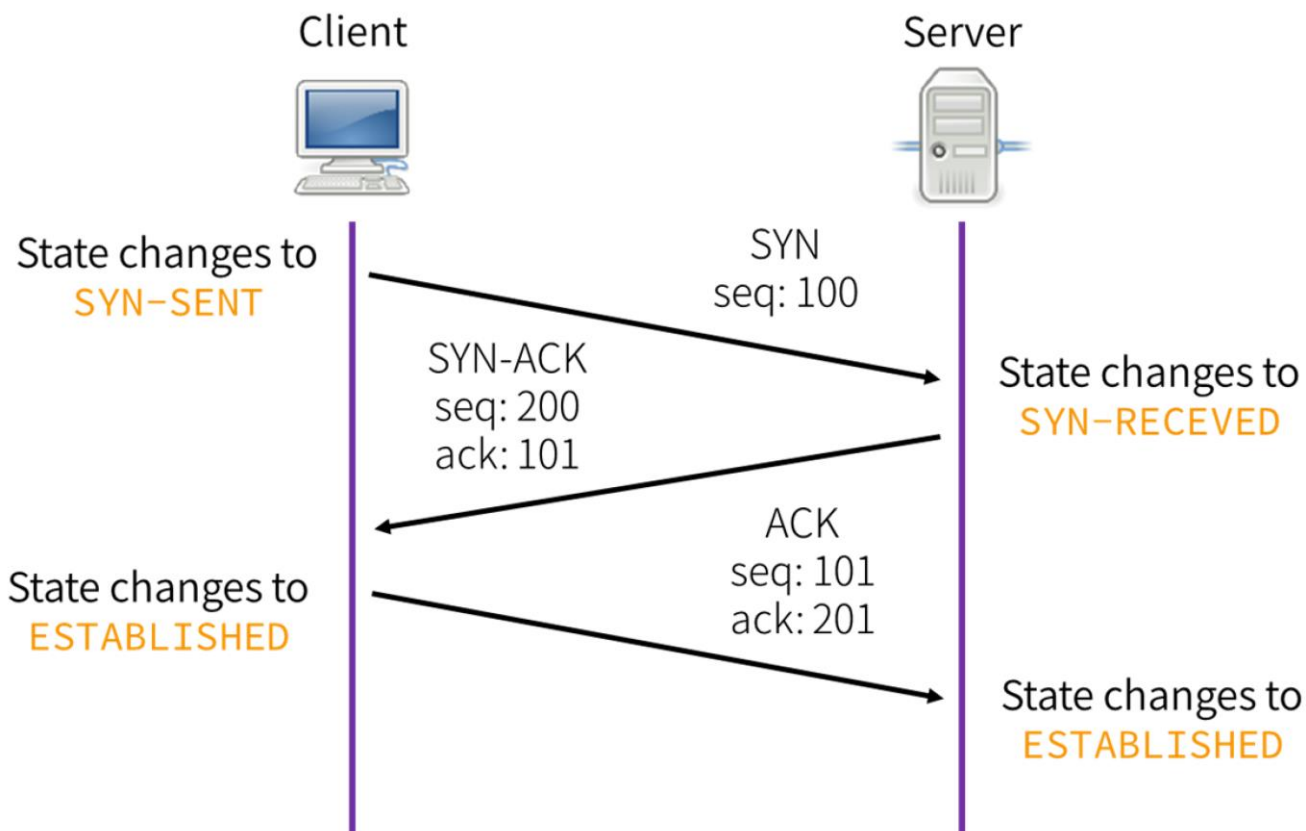 Client
Server
State changes to
SYN-SENT
SYN
seq: 100
SYN-ACK
seq: 200
ack: 101
State changes to
SYN-RECEVED
ACK
seq: 101
ack: 201
State changes to
ESTABLISHED
State changes to
ESTABLISHED